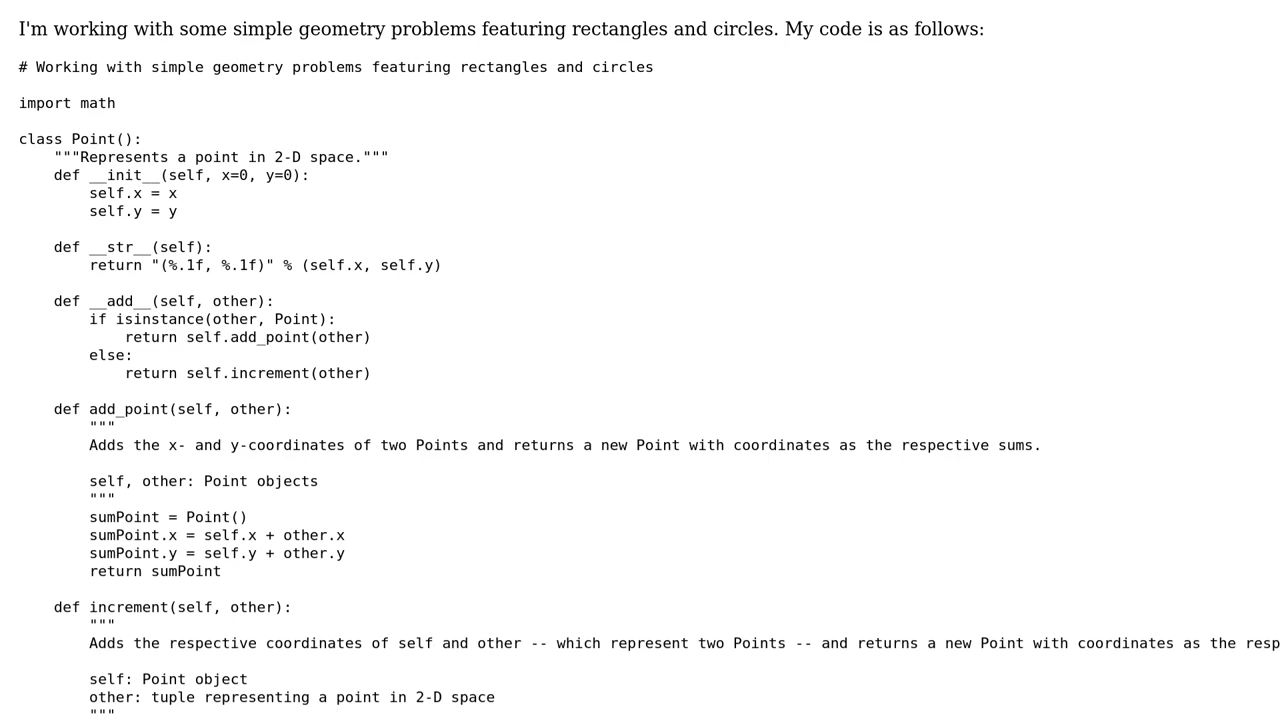 I'm working with some simple geometry problems featuring rectangles and circles. My code is as follows:
# Working with simple geometry problems featuring rectangles and circles
import math
class Point():
    """Represents a point in 2-D space."""
    def __init__(self, x=0, y=0):
        self.x = x
        self.y = y
    def __str__(self):
        return "(%.1f, %.1f)" % (self.x, self.y)
    def __add__(self, other):
        if isinstance(other, Point):
            return self.add_point(other)
        else:
            return self.increment(other)
    def add_point(self, other):
        """
        Adds the x- and y-coordinates of two Points and returns a new Point with coordinates as the respective sums.
        self, other: Point objects
        """
        sumPoint = Point()
        sumPoint.x = self.x + other.x
        sumPoint.y = self.y + other.y
        return sumPoint
    def increment(self, other):
        """
        Adds the respective coordinates of self and other -- which represent two Points -- and returns a new Point with coordinates as the resp
        self: Point object
        other: tuple representing a point in 2-D space
        """